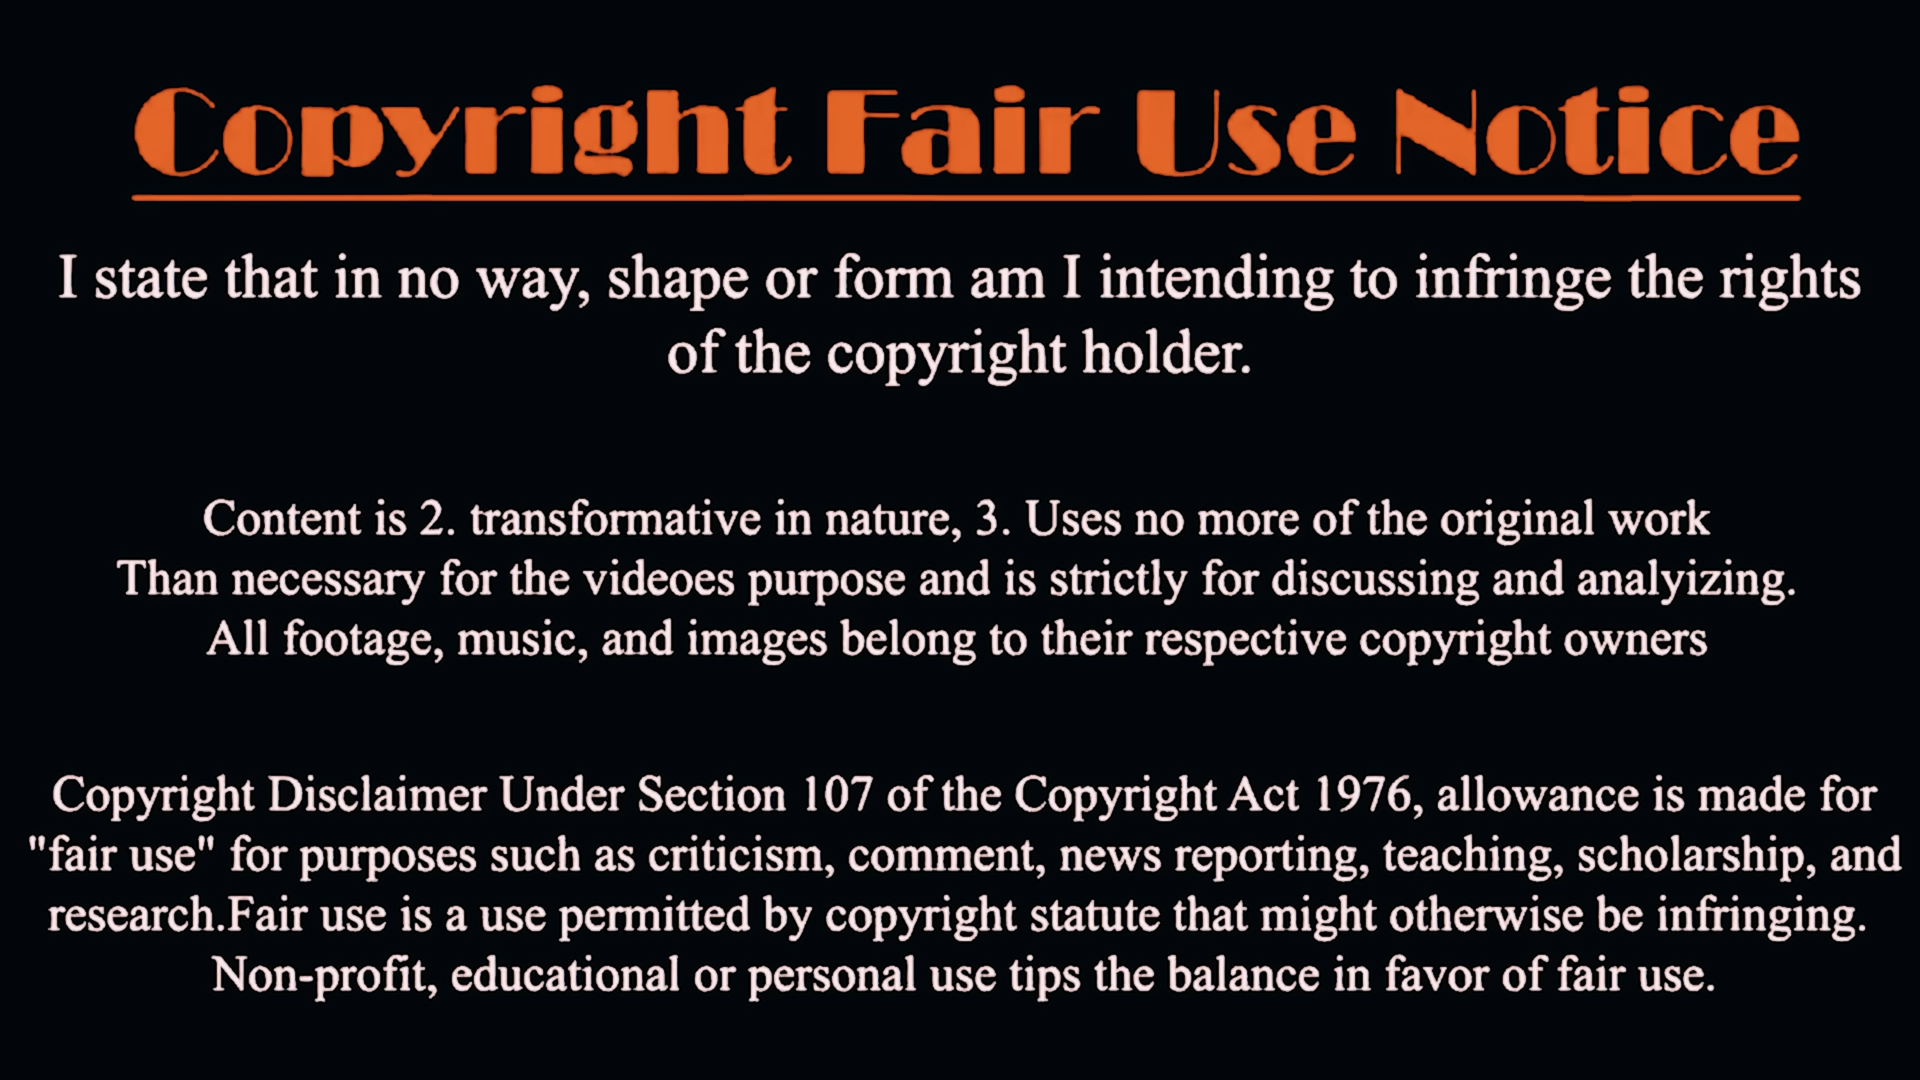 Copyright Fair Use Notice
I state that in no way, shape or form am I intending to infringe the rights
of the copyright holder.
Content is 2. transformative in nature, 3. Uses no more of the original work
Than necessary for the videoes purpose and is strictly for discussing and analyizing.
All footage, music, and images belong to their respective copyright owners
Copyright Disclaimer Under Section 107 of the Copyright Act 1976, allowance is made for
"fair use" for purposes such as criticism, comment, news reporting, teaching, scholarship, and
research.Fair use is a use permitted by copyright statute that might otherwise be infringing.
Non-profit, educational or personal use tips the balance in favor of fair use.